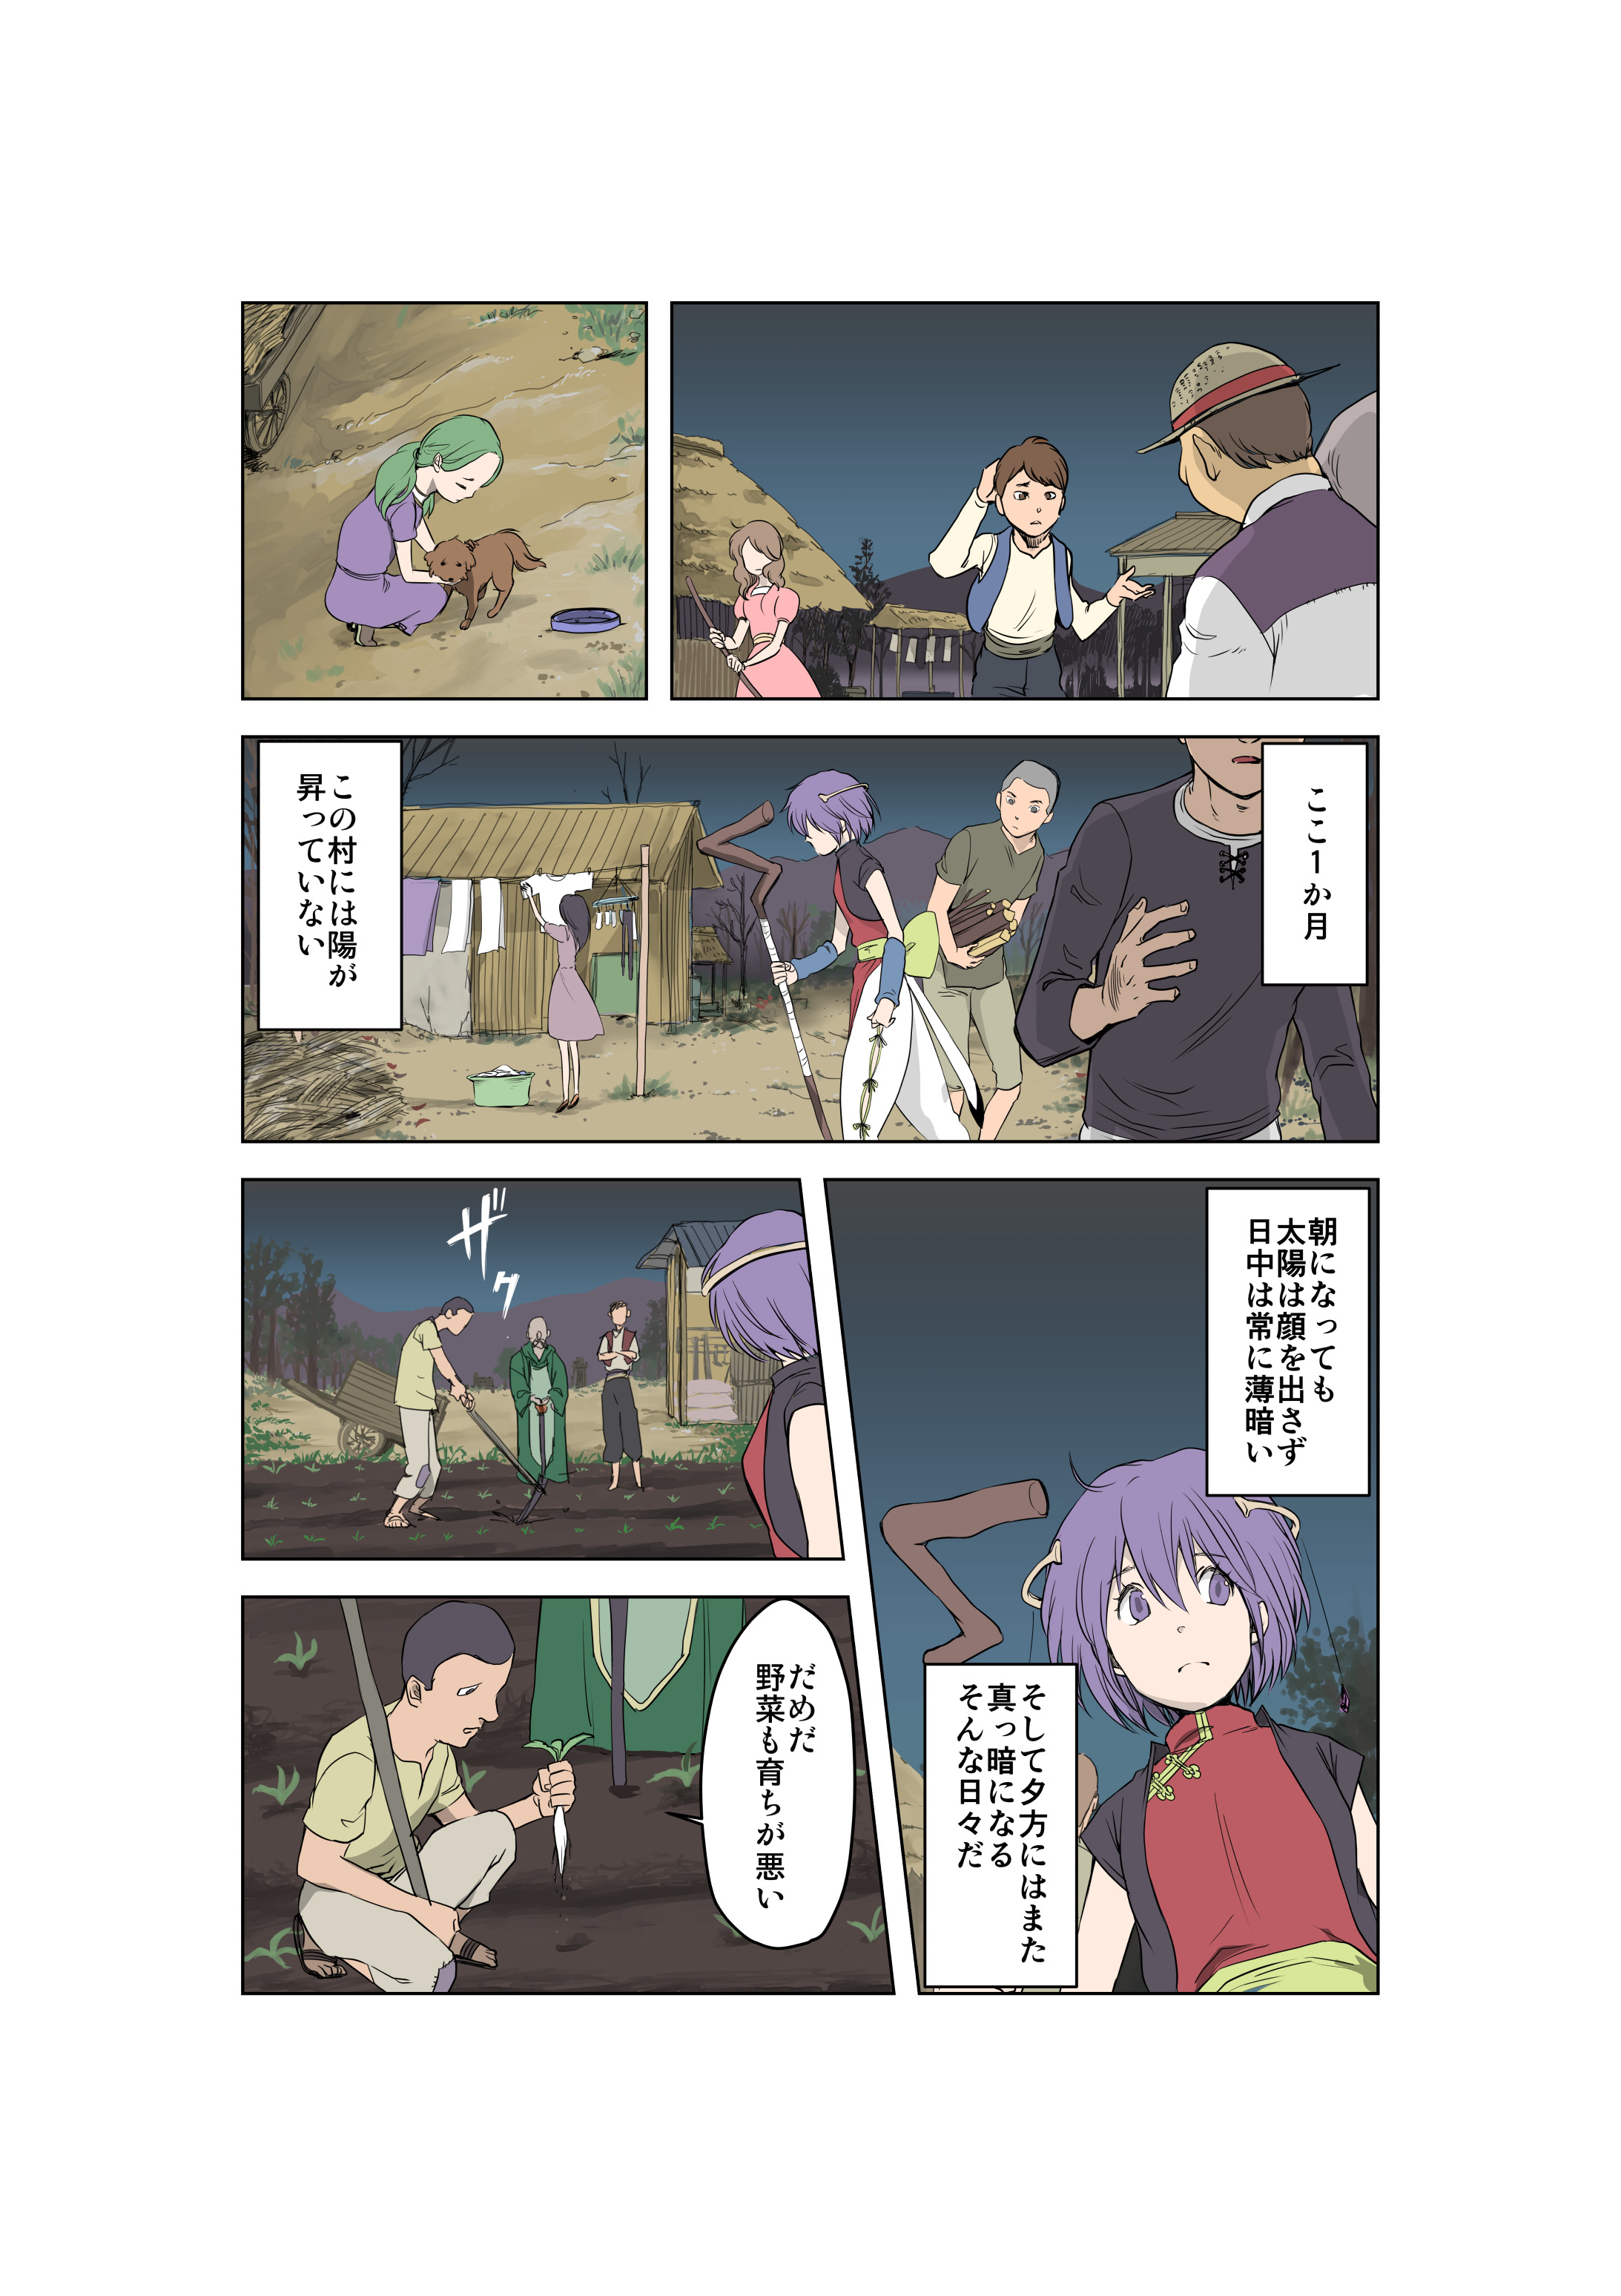 ここ1か月
この村には陽が
昇っていない
朝になっても
太陽は顔を出さず
日中は常に薄暗い
そして夕方にはまた
真っ暗になる
そんな日々だ
ザク
だめだ
野菜も育ちが悪い